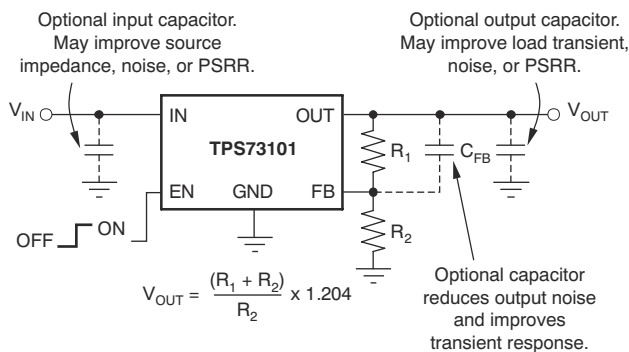 Optional input capacitor.
May improve source
impedance, noise, or PSRR.
Optional output capacitor.
May improve load transient,
noise, or PSRR.
VIN
IN
OUT
VOUT
TPS73101
R1
CFB
EN
GND
FB
OFF
ON
R2
VOUT = (R1 + R2) / R2 x 1.204
Optional capacitor
reduces output noise
and improves
transient response.